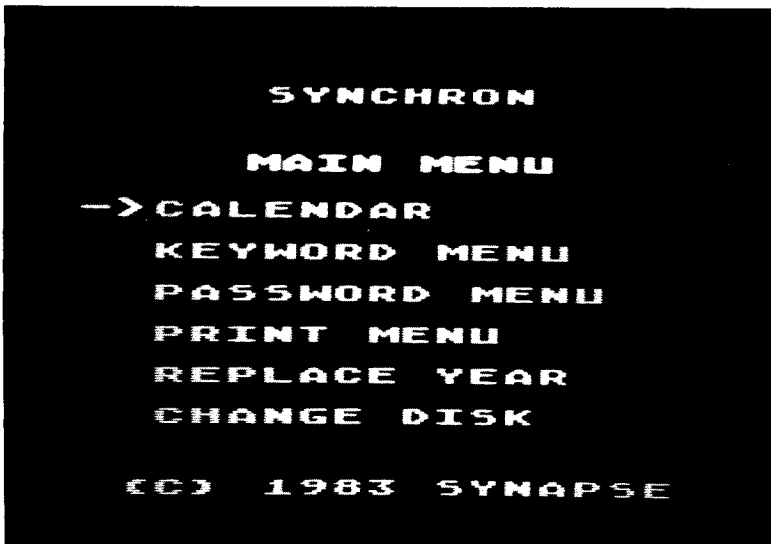 SYNCHRON
MAIN MENU
->CALENDAR
KEYWORD MENU
PASSWORD MENU
PRINT MENU
REPLACE YEAR
CHANGE DISK
(C) 1983 SYNAPSE